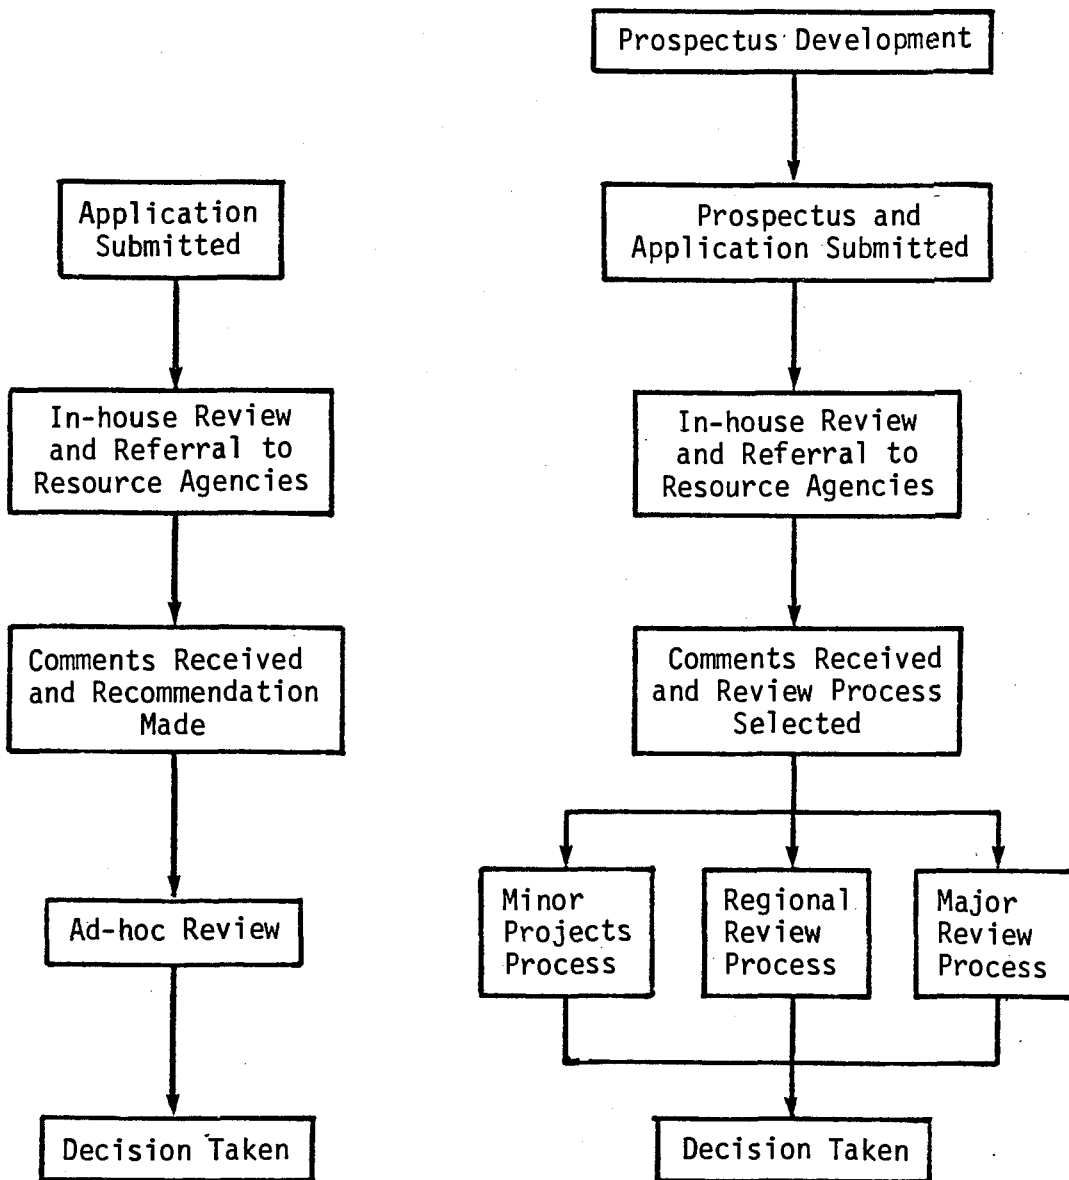 Application
Submitted
In-house Review
and Referral to
Resource Agencies
Comments Received
and Recommendation
Made
Ad-hoc Review
Decision Taken
Prospectus Development
Prospectus and
Application Submitted
In-house Review
and Referral to
Resource Agencies
Comments Received
and Review Process
Selected
Minor
Projects
Process
Regional
Review
Process
Major
Review
Process
Decision Taken